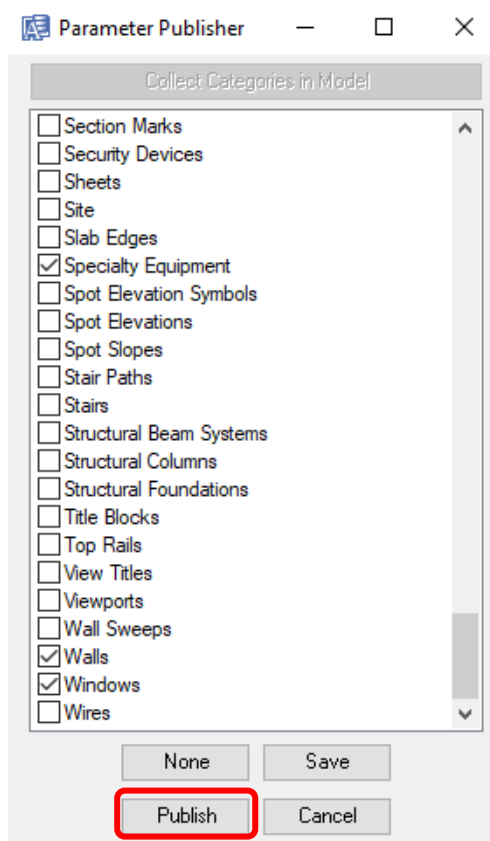 Parameter Publisher
Collect Categories in Model
Section Marks
Security Devices
Sheets
Site
Slab Edges
Specialty Equipment
Spot Elevation Symbols
Spot Elevations
Spot Slopes
Stair Paths
Stairs
Structural Beam Systems
Structural Columns
Structural Foundations
Title Blocks
Top Rails
View Titles
Viewports
Wall Sweeps
Walls
Windows
Wires
None Save
Publish Cancel